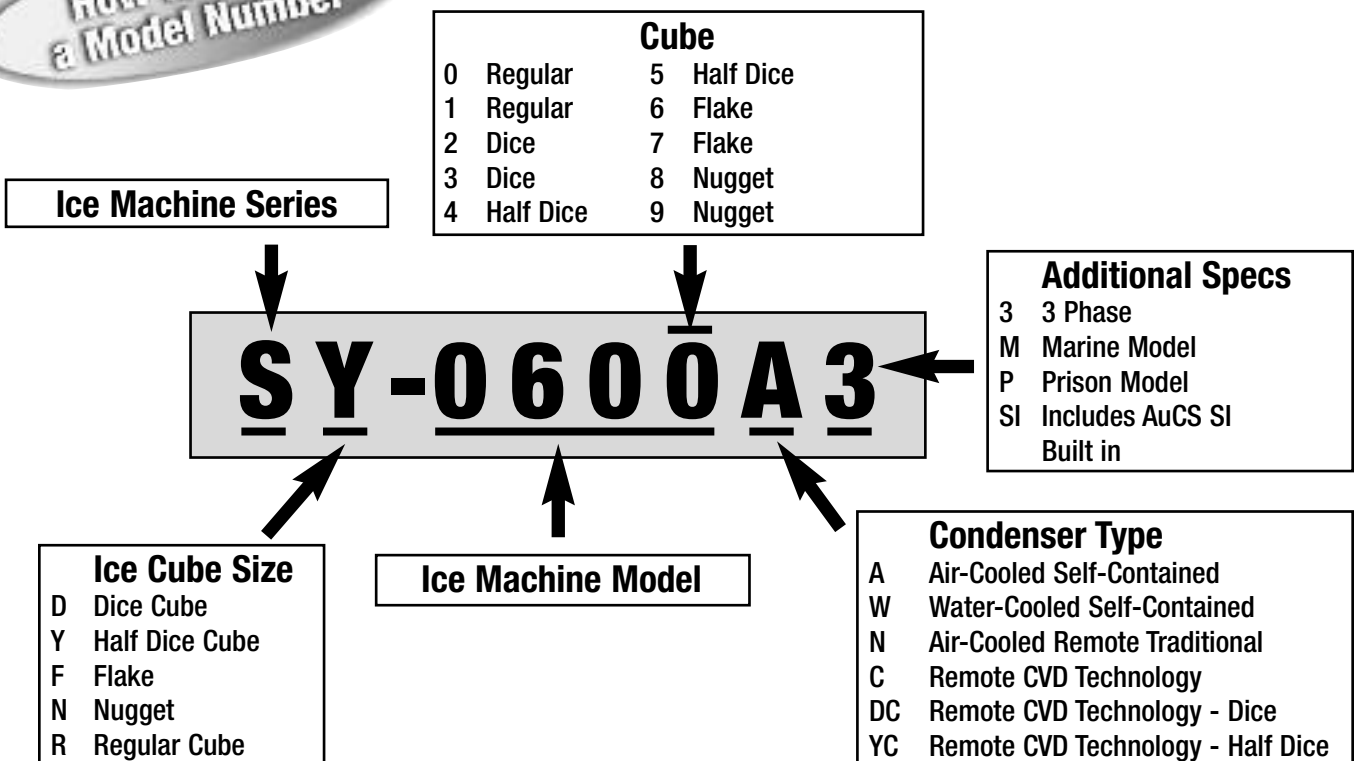 a Model Number
Cube
0 Regular 5 Half Dice
1 Regular 6 Flake
2 Dice 7 Flake
3 Dice 8 Nugget
4 Half Dice 9 Nugget
Ice Machine Series
Additional Specs
3 3 Phase
M Marine Model
P Prison Model
SI Includes AuCS SI
Built in
SY-0600A3
Ice Cube Size
D Dice Cube
Y Half Dice Cube
F Flake
N Nugget
R Regular Cube
Ice Machine Model
Condenser Type
A Air-Cooled Self-Contained
W Water-Cooled Self-Contained
N Air-Cooled Remote Traditional
C Remote CVD Technology
DC Remote CVD Technology - Dice
YC Remote CVD Technology - Half Dice